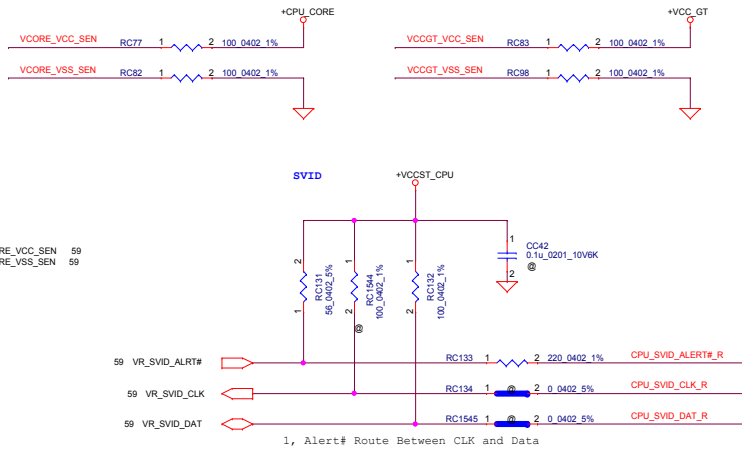 +CPU_CORE
+VCC_GT
VCORE_VCC_SEN RC77 1 2 100_0402_1%
VCCGT_VCC_SEN RC83 1 2 100_0402_1%
VCORE_VSS_SEN RC82 1 2 100_0402_1%
VCCGT_VSS_SEN RC98 1 2 100_0402_1%
SVID
+VCCST_CPU
RE_VCC_SEN 59
RE_VSS_SEN 59
1
CC42
0.1u_0201_10V6K
@
2
2
RC131
56_0402_5%
1
1
RC1544
100_0402_1%
2
@
1
RC132
100_0402_1%
2
59 VR_SVID_ALRT# RC133 1 2 220_0402_1% CPU_SVID_ALERT#_R
59 VR_SVID_CLK RC134 1 @ 2 0_0402_5% CPU_SVID_CLK_R
59 VR_SVID_DAT RC1545 1 @ 2 0_0402_5% CPU_SVID_DAT_R
1, Alert# Route Between CLK and Data